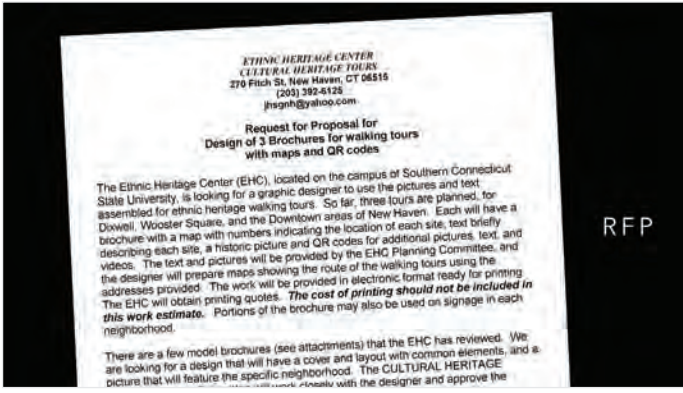 ETHNIC HERITAGE CENTER
CULTURAL HERITAGE TOURS
270 Fitch St, New Haven, CT 06515
(203) 392-6125
jhsgnh@yahoo.com
Request for Proposal for
Design of 3 Brochures for walking tours
with maps and QR codes
The Ethnic Heritage Center (EHC), located on the campus of Southern Connecticut
State University, is looking for a graphic designer to use the pictures and text
assembled for ethnic heritage walking tours. So far, three tours are planned, for
Dixwell, Wooster Square, and the Downtown areas of New Haven. Each will have a
brochure with a map with numbers indicating the location of each site, text briefly
describing each site, a historic picture and QR codes for additional pictures, text, and
videos. The text and pictures will be provided by the EHC Planning Committee, and
the designer will prepare maps showing the route of the walking tours using the
addresses provided. The work will be provided in electronic format ready for printing
The EHC will obtain printing quotes. The cost of printing should not be included in
this work estimate. Portions of the brochure may also be used on signage in each
neighborhood.
There are a few model brochures (see attachments) that the EHC has reviewed. We
are looking for a design that will have a cover and layout with common elements, and a
picture that will feature the specific neighborhood. The CULTURAL HERITAGE
will work closely with the designer and approve the
RFP